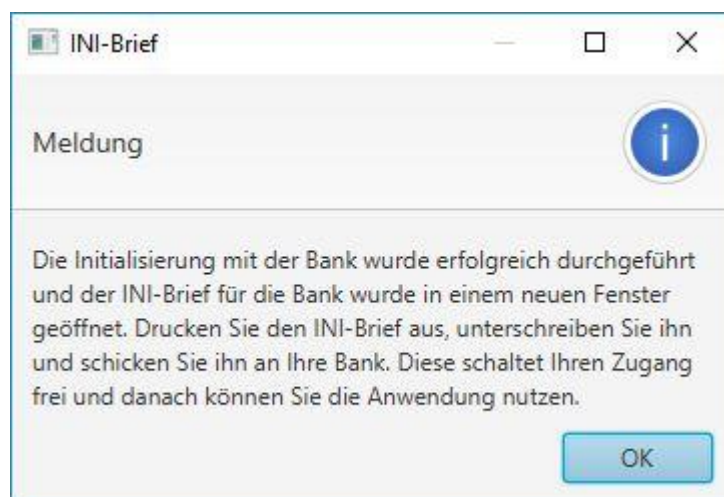 INI-Brief
Meldung
i
Die Initialisierung mit der Bank wurde erfolgreich durchgeführt
und der INI-Brief für die Bank wurde in einem neuen Fenster
geöffnet. Drucken Sie den INI-Brief aus, unterschreiben Sie ihn
und schicken Sie ihn an Ihre Bank. Diese schaltet Ihren Zugang
frei und danach können Sie die Anwendung nutzen.
OK